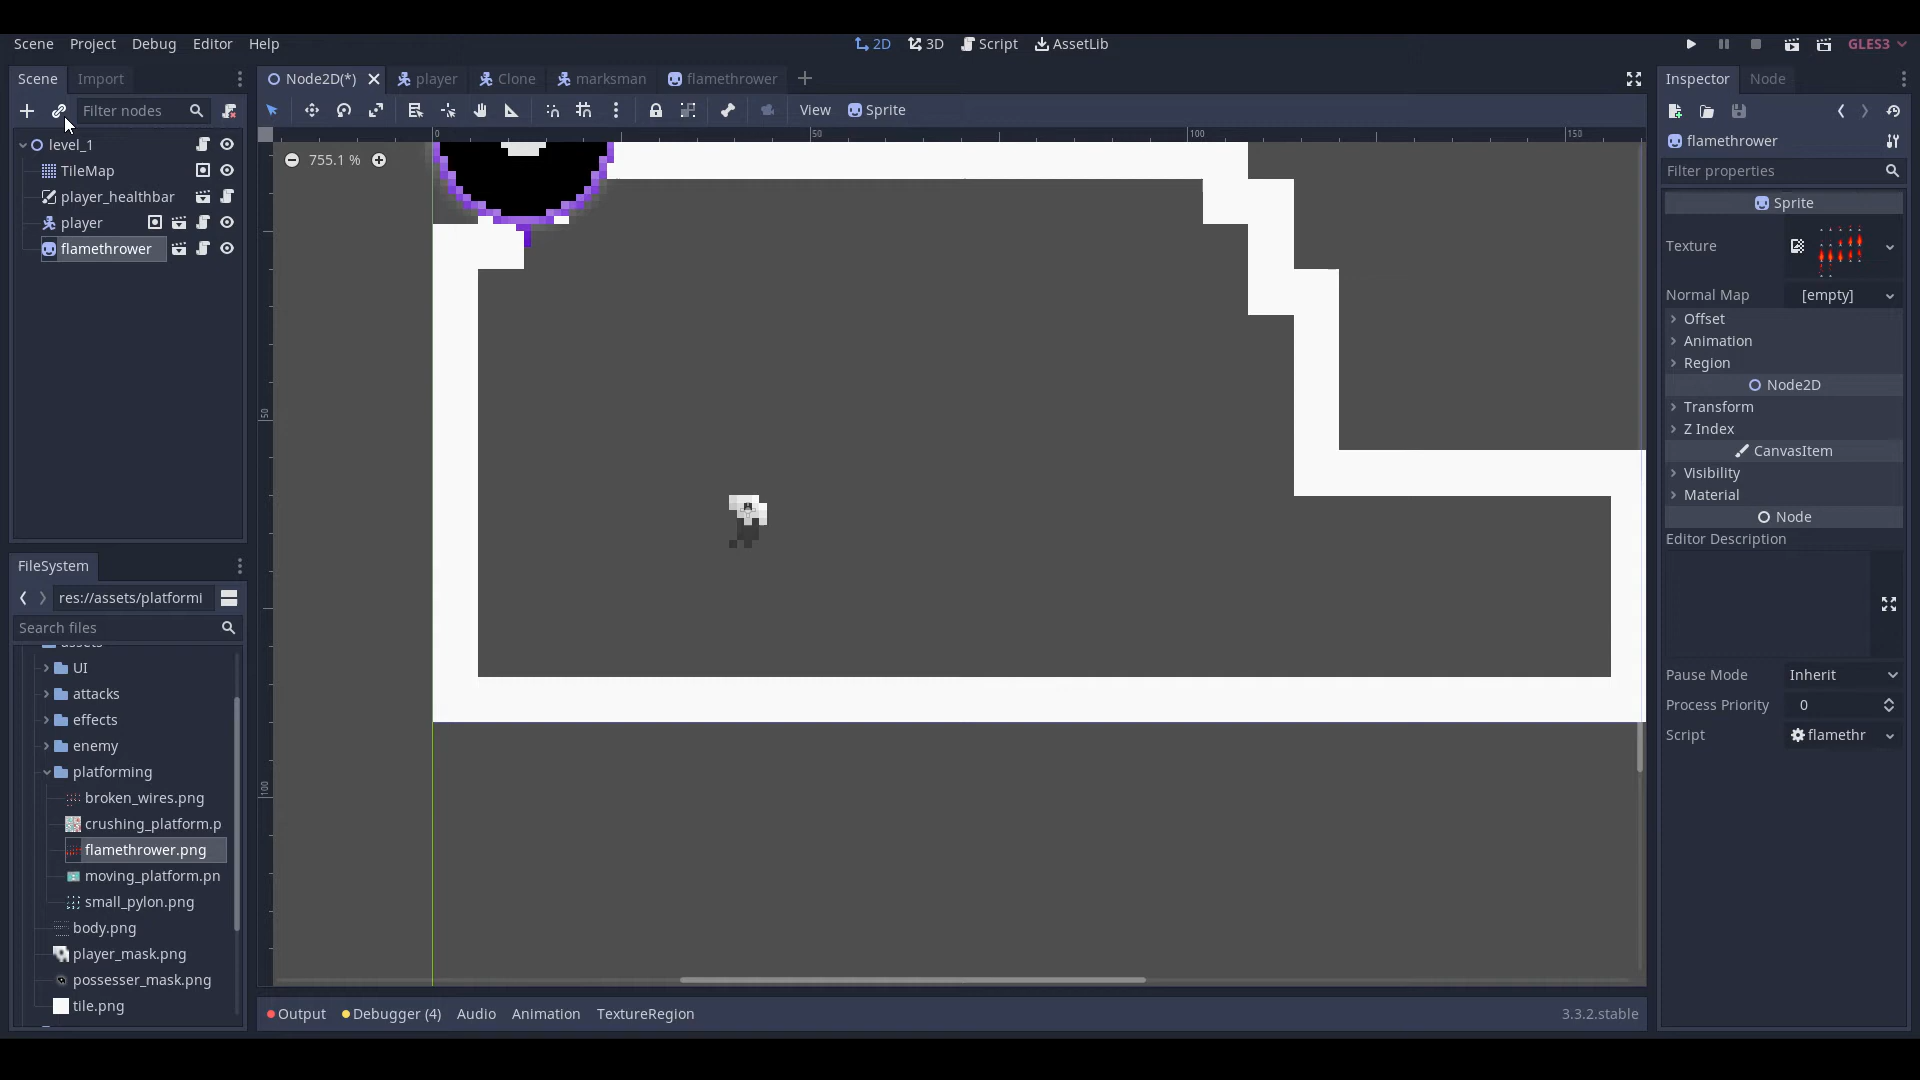 Scene Project Debug Editor Help
2D 3D Script AssetLib
GLES3
Scene Import
Node2D(*) player Clone marksman flamethrower
Inspector Node
Filter nodes
View Sprite
level_1
TileMap
player_healthbar
player
flamethrower
0 50 100 150
755.1 %
50
100
flamethrower
Filter properties
Sprite
Texture
Normal Map [empty]
Offset
Animation
Region
Node2D
Transform
Z Index
CanvasItem
Visibility
Material
Node
Editor Description
Pause Mode Inherit
Process Priority 0
Script flamethr
FileSystem
res://assets/platformi
Search files
assets
UI
attacks
effects
enemy
platforming
broken_wires.png
crushing_platform.p
flamethrower.png
moving_platform.pn
small_pylon.png
body.png
player_mask.png
possesser_mask.png
tile.png
Output Debugger (4) Audio Animation TextureRegion 3.3.2.stable